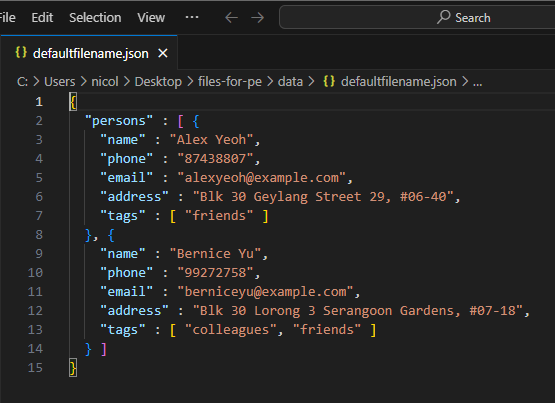 File Edit Selection View ··· ← → Search
{} defaultfilename.json ×
C: > Users > nicol > Desktop > files-for-pe > data > {} defaultfilename.json > ...
1 {
2 "persons" : [ {
3 "name" : "Alex Yeoh",
4 "phone" : "87438807",
5 "email" : "alexyeoh@example.com",
6 "address" : "Blk 30 Geylang Street 29, #06-40",
7 "tags" : [ "friends" ]
8 }, {
9 "name" : "Bernice Yu",
10 "phone" : "99272758",
11 "email" : "berniceyu@example.com",
12 "address" : "Blk 30 Lorong 3 Serangoon Gardens, #07-18",
13 "tags" : [ "colleagues", "friends" ]
14 } ]
15 }